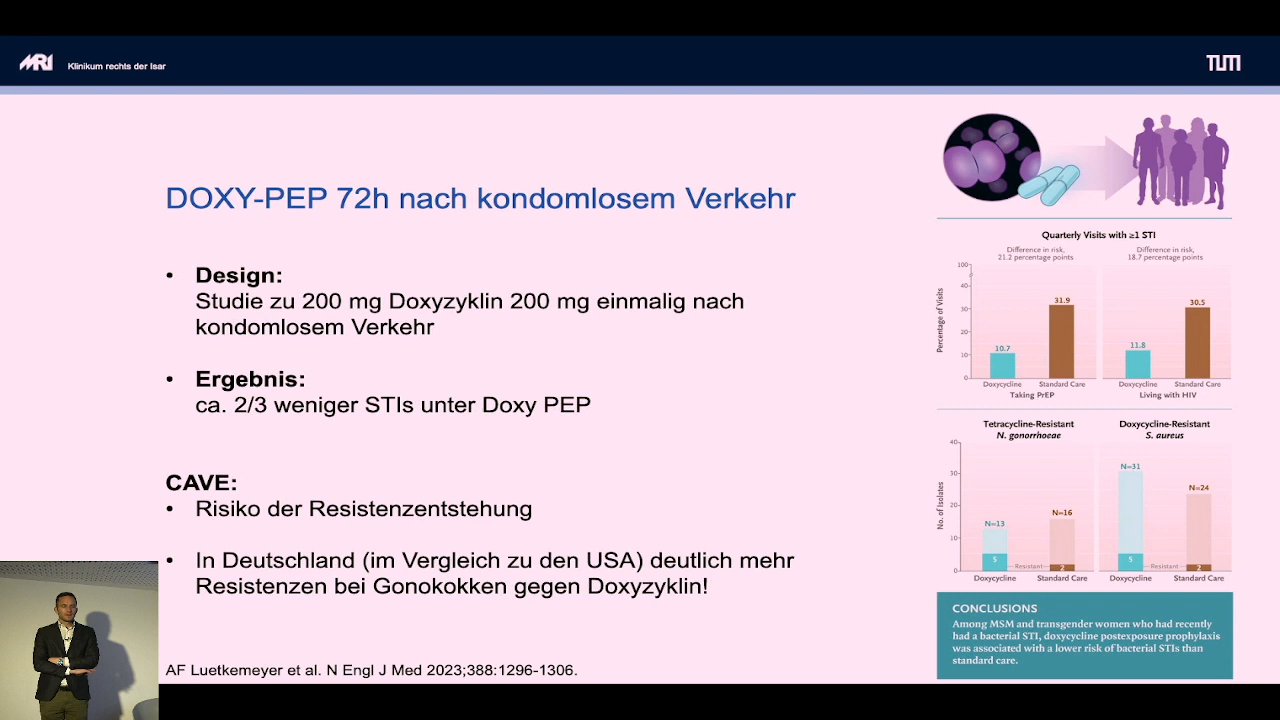 MRI Klinikum rechts der Isar
TUM
DOXY-PEP 72h nach kondomlosem Verkehr
• Design:
Studie zu 200 mg Doxyzyklin 200 mg einmalig nach
kondomlosem Verkehr
• Ergebnis:
ca. 2/3 weniger STIs unter Doxy PEP
CAVE:
• Risiko der Resistenzentstehung
• In Deutschland (im Vergleich zu den USA) deutlich mehr
Resistenzen bei Gonokokken gegen Doxyzyklin!
AF Luetkemeyer et al. N Engl J Med 2023;388:1296-1306.
Quarterly Visits with ≥1 STI
Difference in risk,
21.2 percentage points
Difference in risk,
18.7 percentage points
Percentage of Visits
100
40
30
20
10
0
10.7
31.9
11.8
30.5
Doxycycline Standard Care Doxycycline Standard Care
Taking PrEP Living with HIV
Tetracycline-Resistant
N. gonorrhoeae
Doxycycline-Resistant
S. aureus
No. of Isolates
40
30
20
10
0
N=13
N=16
N=31
N=24
5 Resistant 2
5 Resistant 2
Doxycycline Standard Care Doxycycline Standard Care
CONCLUSIONS
Among MSM and transgender women who had recently
had a bacterial STI, doxycycline postexposure prophylaxis
was associated with a lower risk of bacterial STIs than
standard care.